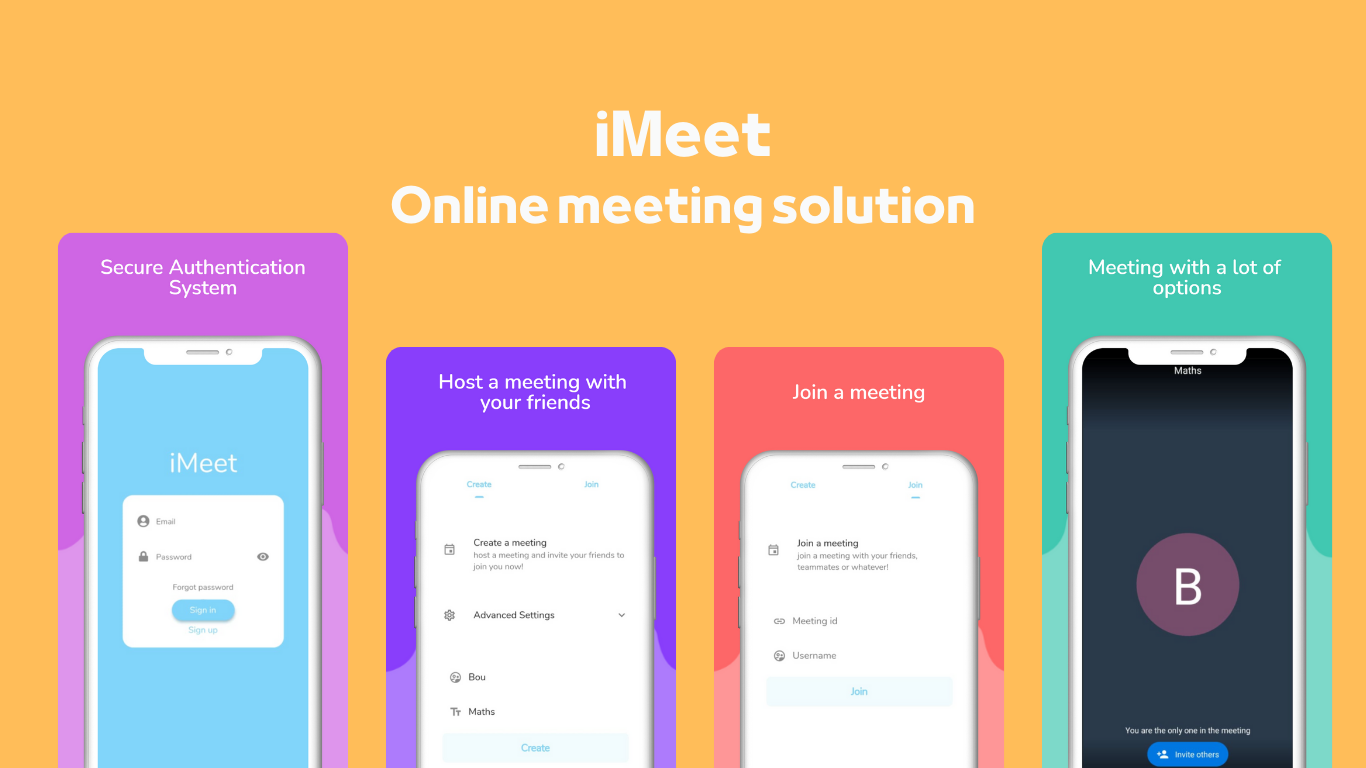 iMeet
Online meeting solution
Secure Authentication
System
iMeet
Email
Password
Forgot password
Sign in
Sign up
Host a meeting with
your friends
Create
Join
Create a meeting
host a meeting and invite your friends to
join you now!
Advanced Settings
Bou
Tт Maths
Create
Join a meeting
Create
Join
Join a meeting
join a meeting with your friends,
teammates or whatever!
Meeting id
Username
Join
Meeting with a lot of
options
Maths
B
You are the only one in the meeting
Invite others